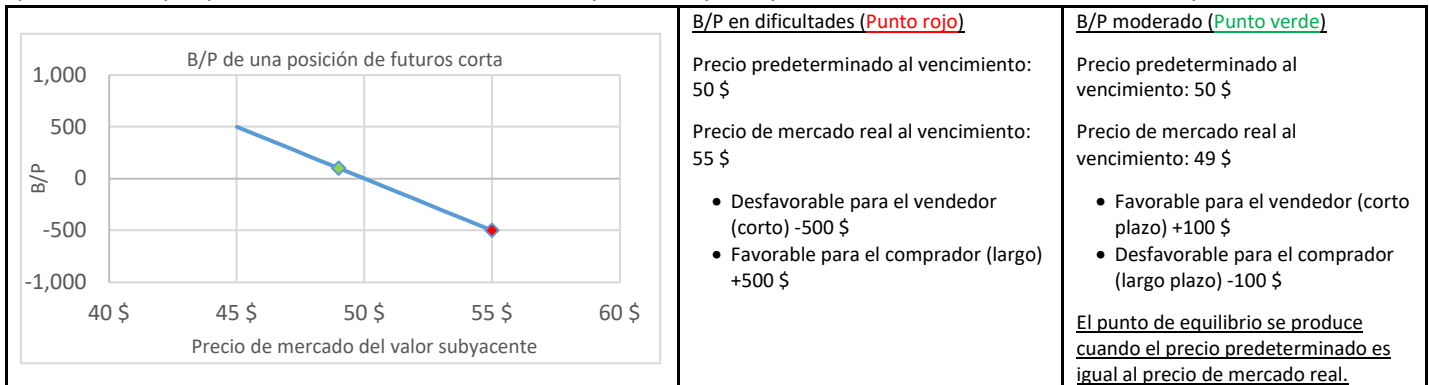 B/P de una posición de futuros corta
1,000
500
0
-500
-1,000
B/P
40 $ 45 $ 50 $ 55 $ 60 $
Precio de mercado del valor subyacente
B/P en dificultades (Punto rojo)
Precio predeterminado al vencimiento:
50 $
Precio de mercado real al vencimiento:
55 $
• Desfavorable para el vendedor
(corto) -500 $
• Favorable para el comprador (largo)
+500 $
B/P moderado (Punto verde)
Precio predeterminado al
vencimiento: 50 $
Precio de mercado real al
vencimiento: 49 $
• Favorable para el vendedor (corto
plazo) +100 $
• Desfavorable para el comprador
(largo plazo) -100 $
El punto de equilibrio se produce
cuando el precio predeterminado es
igual al precio de mercado real.